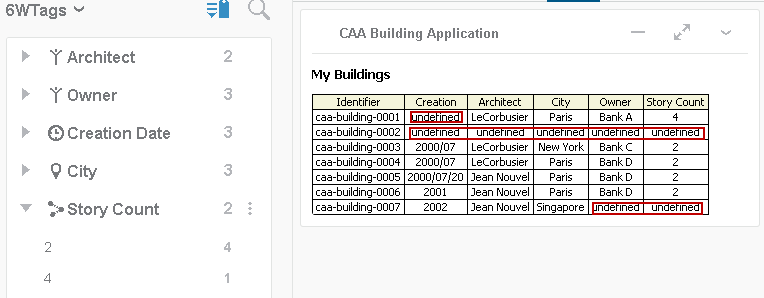 6WTags
Architect 2
Owner 3
Creation Date 3
City 3
Story Count 2
2 4
4 1
CAA Building Application
My Buildings
Identifier Creation Architect City Owner Story Count
caa-building-0001 undefined LeCorbusier Paris Bank A 4
caa-building-0002 undefined undefined undefined undefined undefined
caa-building-0003 2000/07 LeCorbusier New York Bank C 2
caa-building-0004 2000/07 LeCorbusier Paris Bank D 2
caa-building-0005 2000/07/20 Jean Nouvel Paris Bank D 2
caa-building-0006 2001 Jean Nouvel Paris Bank D 2
caa-building-0007 2002 Jean Nouvel Singapore undefined undefined